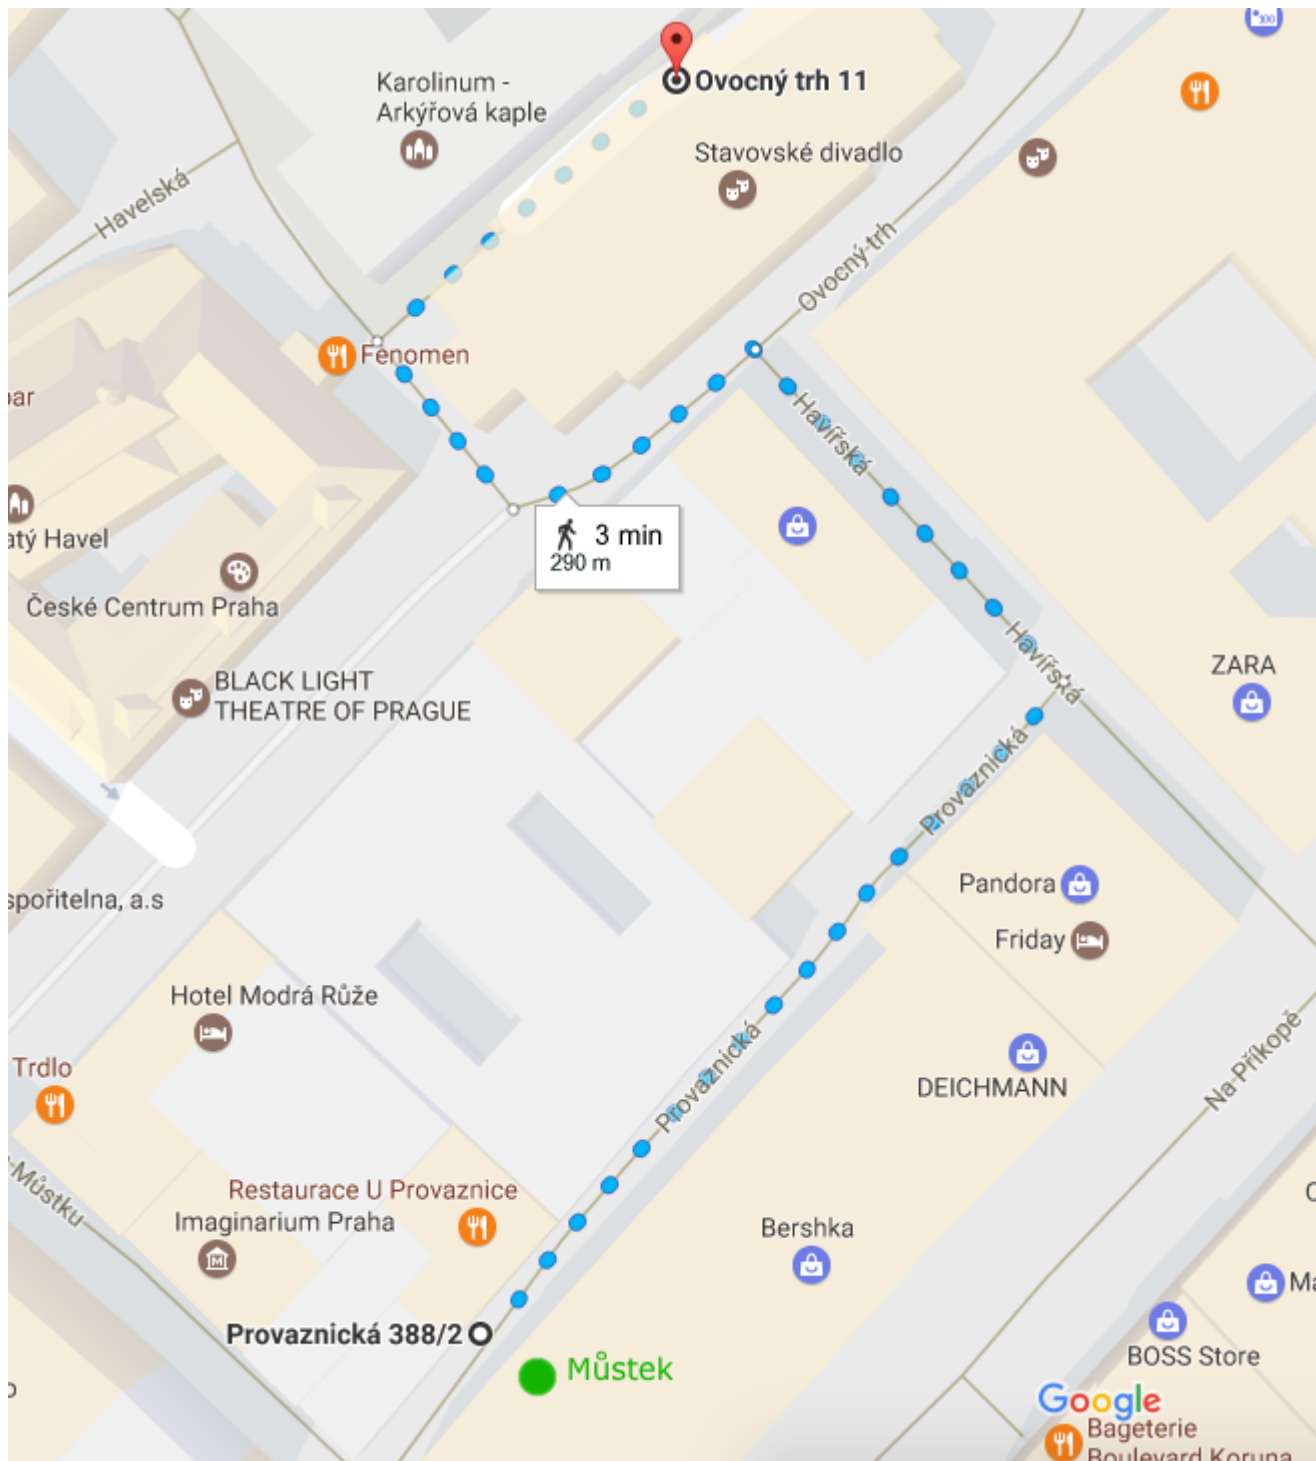 Karolinum -
Arkýřová kaple
Ovocný trh 11
Stavovské divadlo
Havelská
Ovocný trh
Fenomen
Havířská
3 min
290 m
atý Havel
České Centrum Praha
Havířská
ZARA
BLACK LIGHT
THEATRE OF PRAGUE
Provaznická
Pandora
spořitelna, a.s
Friday
Hotel Modrá Růže
Provaznická
Trdlo
DEICHMANN
Na Příkopě
Můstku
Restaurace U Provaznice
Imaginarium Praha
Bershka
Provaznická 388/2
Můstek
BOSS Store
Google
Bageterie
Boulevard Koruna